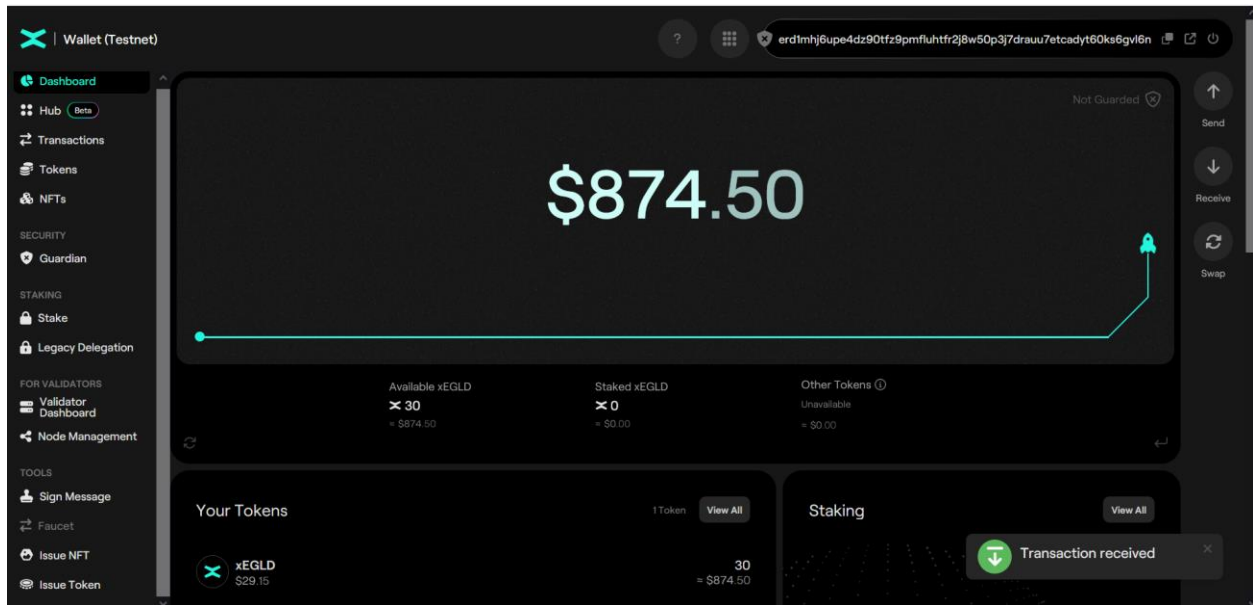 Wallet (Testnet)
?
erd1mhj6upe4dz90tfz9pmfluhtfr2j8w50p3j7drauu7etcadyt60ks6gvl6n
Dashboard
Hub Beta
Transactions
Tokens
NFTs
SECURITY
Guardian
STAKING
Stake
Legacy Delegation
FOR VALIDATORS
Validator
Dashboard
Node Management
TOOLS
Sign Message
Faucet
Issue NFT
Issue Token
Not Guarded
$874.50
Available xEGLD
30
≈ $874.50
Staked xEGLD
0
≈ $0.00
Other Tokens
Unavailable
≈ $0.00
Send
Receive
Swap
Your Tokens
1 Token View All
xEGLD
$29.15
30
≈ $874.50
Staking
View All
Transaction received